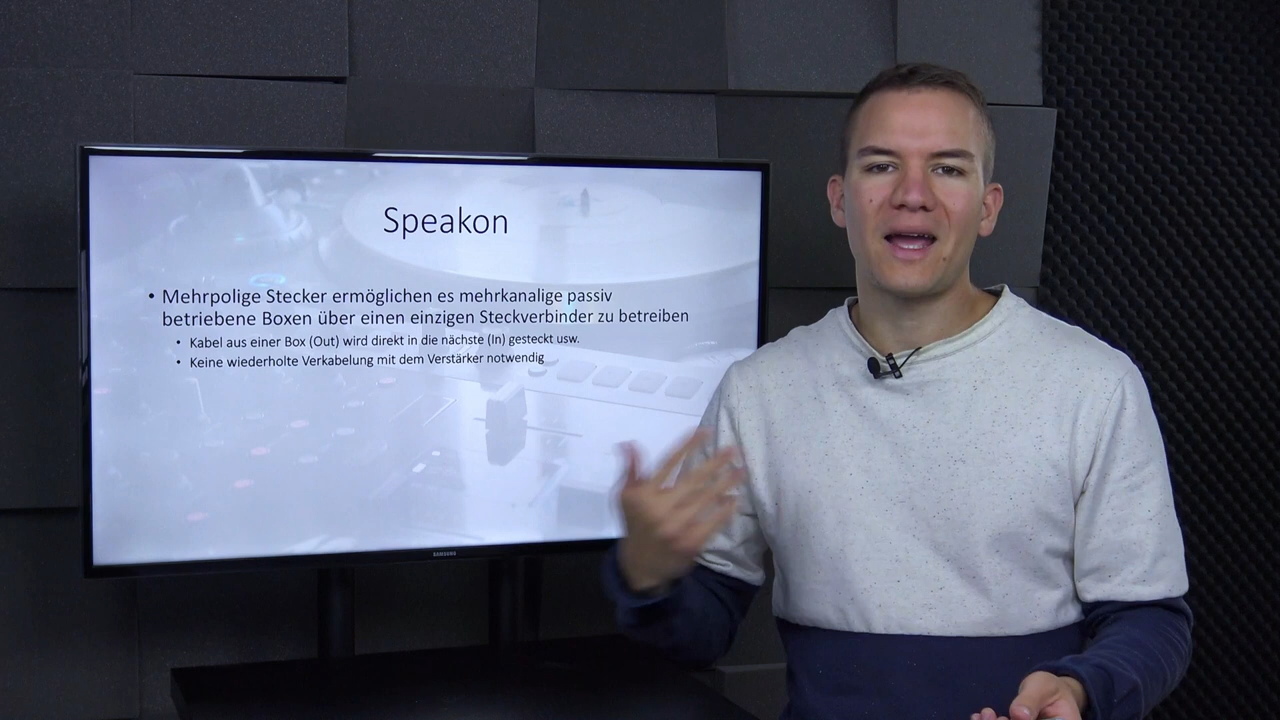 Speakon
• Mehrpolige Stecker ermöglichen es mehrkanalige passiv
betriebene Boxen über einen einzigen Steckverbinder zu betreiben
• Kabel aus einer Box (Out) wird direkt in die nächste (In) gesteckt usw.
• Keine wiederholte Verkabelung mit dem Verstärker notwendig
SAMSUNG